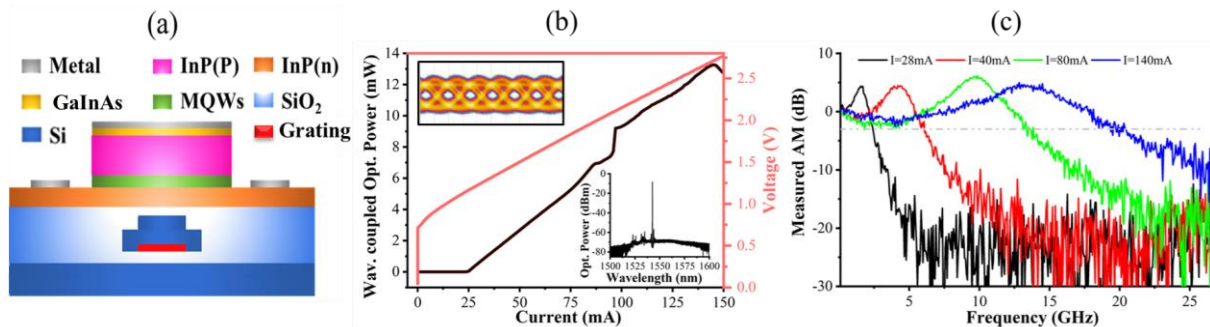 (a)
Metal
InP(P)
InP(n)
GaInAs
MQWs
SiO2
Si
Grating
(b)
Wav. coupled Opt. Power (mW)
14
12
10
8
6
4
2
0
0
25
50
75
100
125
150
Current (mA)
2.5
2.0
1.5
1.0
0.5
0.0
Voltage (V)
Opt. Power (dBm)
0
-20
-40
-60
-80
1500
1525
1550
1575
1600
Wavelength (nm)
(c)
I=28mA
I=40mA
I=80mA
I=140mA
Measured AM (dB)
10
0
-10
-20
-30
5
10
15
20
25
Frequency (GHz)